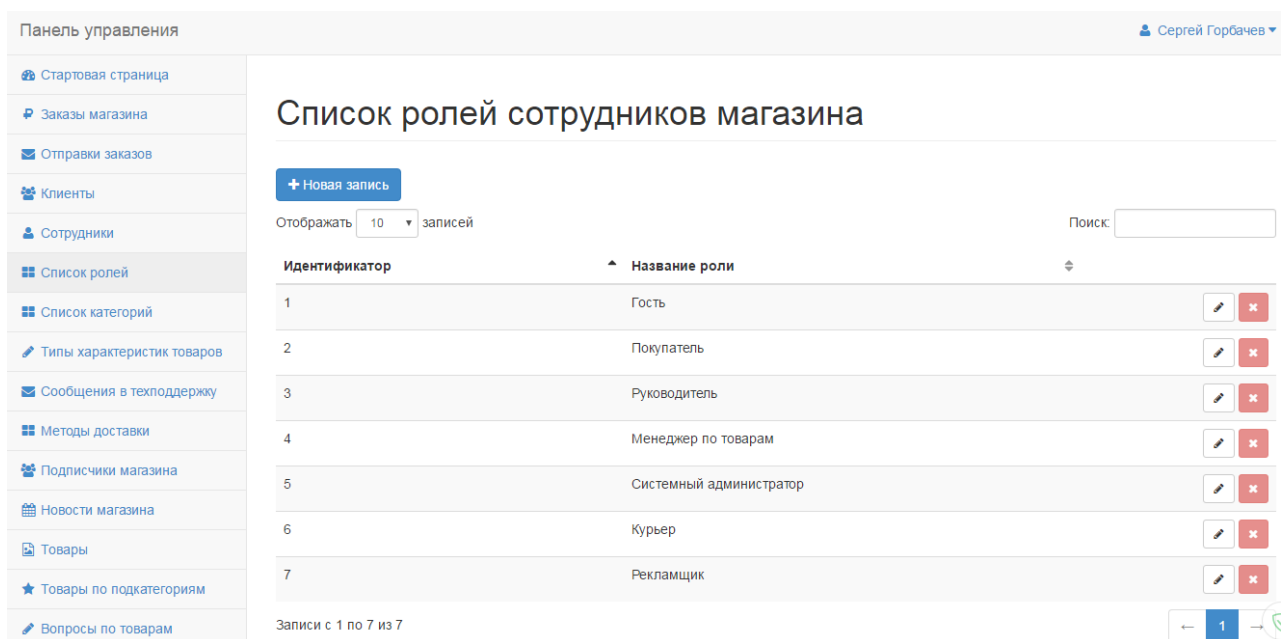 Панель управления
Сергей Горбачев
Стартовая страница
Заказы магазина
Отправки заказов
Клиенты
Сотрудники
Список ролей
Список категорий
Типы характеристик товаров
Сообщения в техподдержку
Методы доставки
Подписчики магазина
Новости магазина
Товары
Товары по подкатегориям
Вопросы по товарам
Список ролей сотрудников магазина
+ Новая запись
Отображать 10 записей
Поиск:
Идентификатор Название роли
1 Гость
2 Покупатель
3 Руководитель
4 Менеджер по товарам
5 Системный администратор
6 Курьер
7 Рекламщик
Записи с 1 по 7 из 7
← 1 →